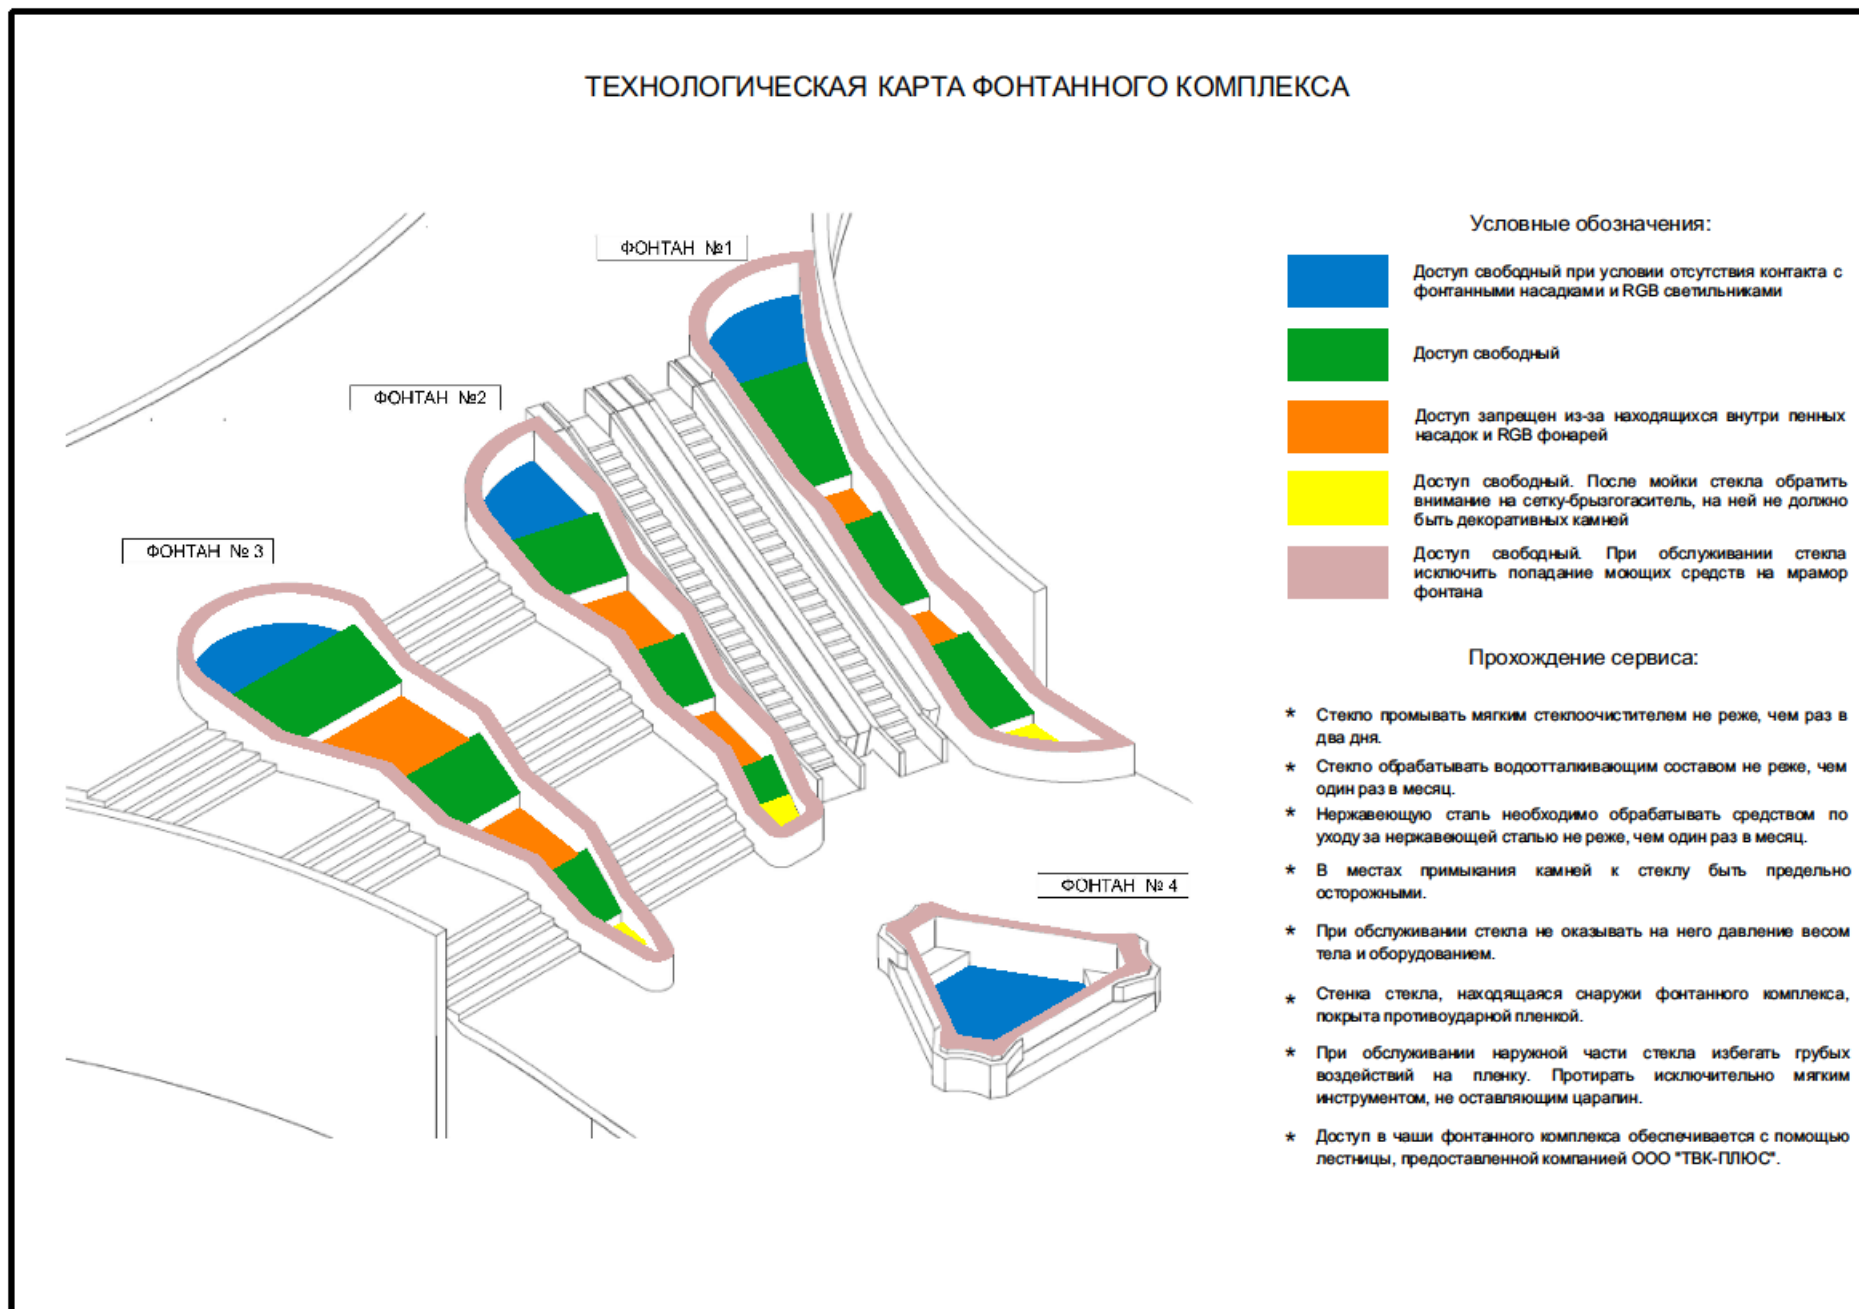 ТЕХНОЛОГИЧЕСКАЯ КАРТА ФОНТАННОГО КОМПЛЕКСА
ФОНТАН №1
ФОНТАН №2
ФОНТАН № 3
ФОНТАН № 4
Условные обозначения:
Доступ свободный при условии отсутствия контакта с
фонтанными насадками и RGB светильниками
Доступ свободный
Доступ запрещен из-за находящихся внутри пенных
насадок и RGB фонарей
Доступ свободный. После мойки стекла обратить
внимание на сетку-брызгогаситель, на ней не должно
быть декоративных камней
Доступ свободный. При обслуживании стекла
исключить попадание моющих средств на мрамор
фонтана
Прохождение сервиса:
* Стекло промывать мягким стеклоочистителем не реже, чем раз в
два дня.
* Стекло обрабатывать водоотталкивающим составом не реже, чем
один раз в месяц.
* Нержавеющую сталь необходимо обрабатывать средством по
уходу за нержавеющей сталью не реже, чем один раз в месяц.
* В местах примыкания камней к стеклу быть предельно
осторожными.
* При обслуживании стекла не оказывать на него давление весом
тела и оборудованием.
* Стенка стекла, находящаяся снаружи фонтанного комплекса,
покрыта противоударной пленкой.
* При обслуживании наружной части стекла избегать грубых
воздействий на пленку. Протирать исключительно мягким
инструментом, не оставляющим царапин.
* Доступ в чаши фонтанного комплекса обеспечивается с помощью
лестницы, предоставленной компанией ООО "ТВК-ПЛЮС".